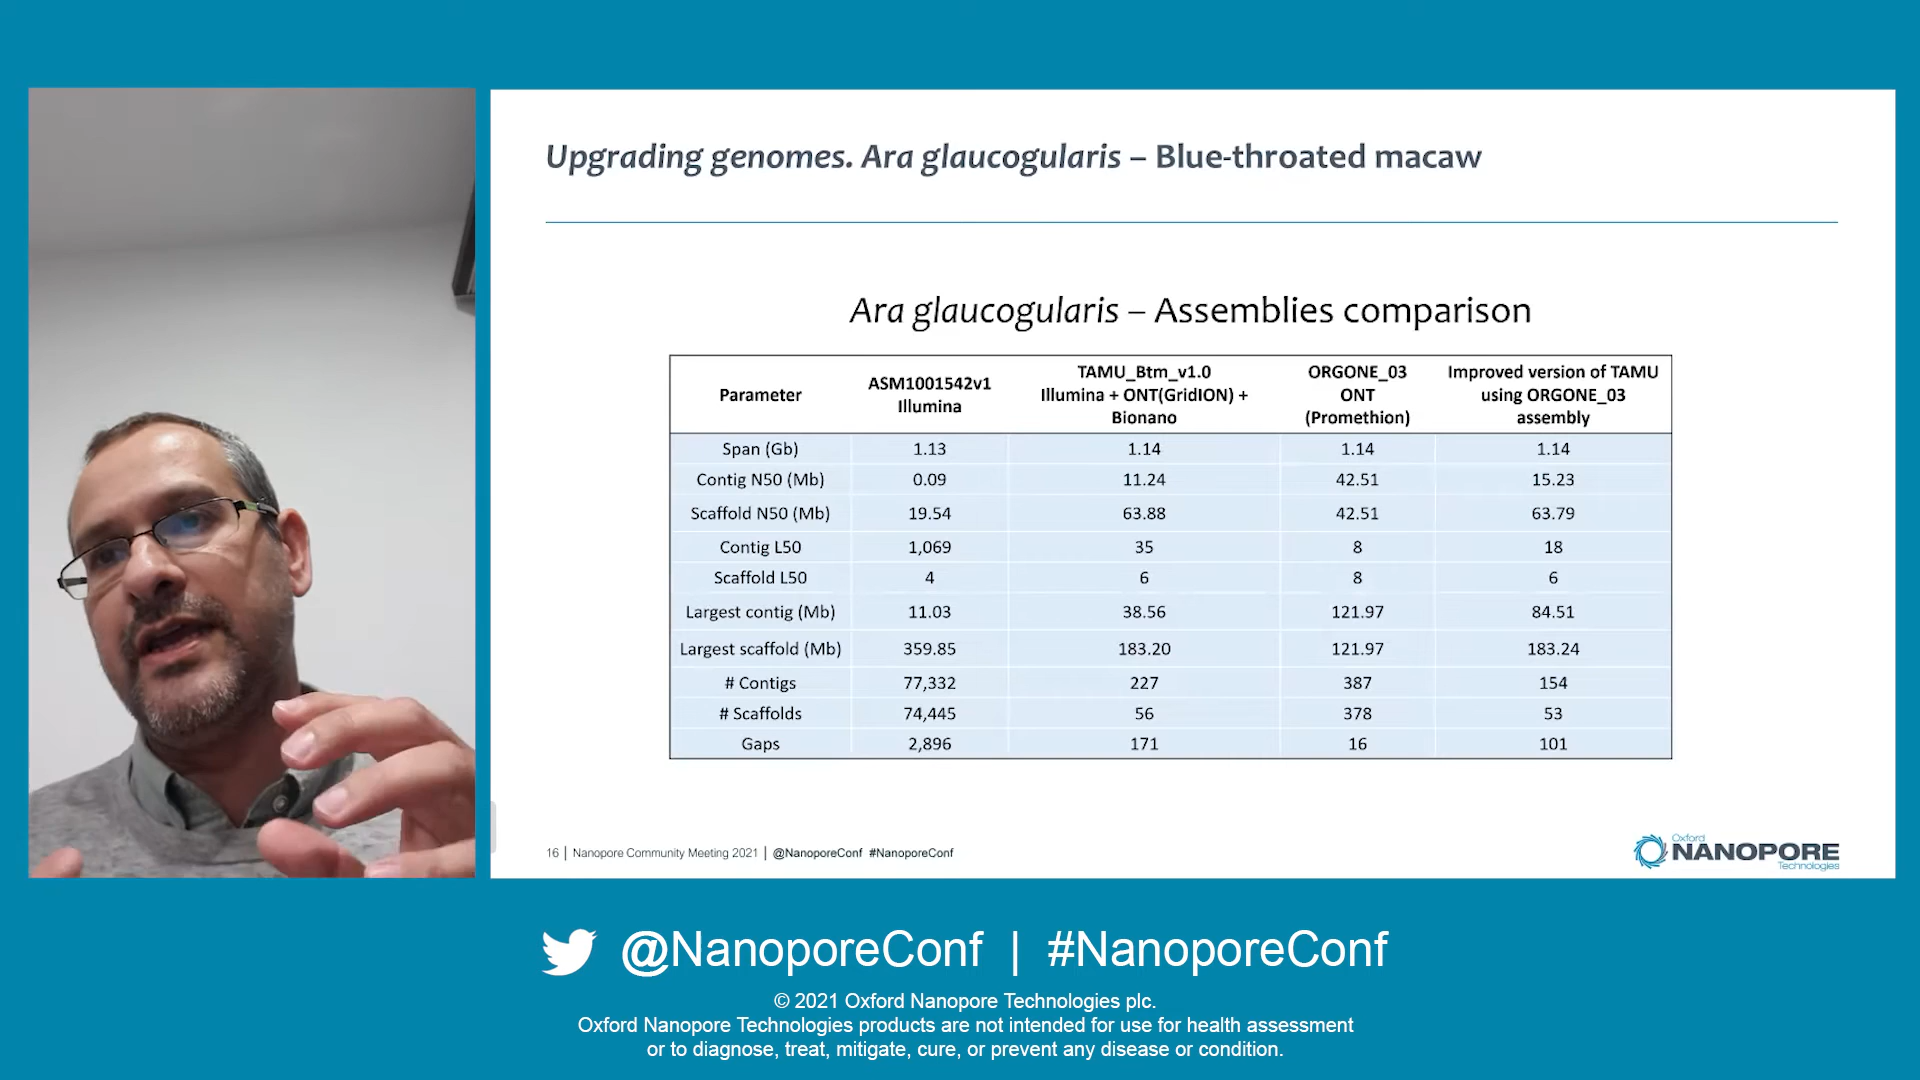 Upgrading genomes. Ara glaucogularis – Blue-throated macaw
Ara glaucogularis – Assemblies comparison
Parameter
ASM1001542v1
Illumina
TAMU_Btm_v1.0
Illumina + ONT(GridION) +
Bionano
ORGONE_03
ONT
(Promethion)
Improved version of TAMU
using ORGONE_03
assembly
Span (Gb) 1.13 1.14 1.14 1.14
Contig N50 (Mb) 0.09 11.24 42.51 15.23
Scaffold N50 (Mb) 19.54 63.88 42.51 63.79
Contig L50 1,069 35 8 18
Scaffold L50 4 6 8 6
Largest contig (Mb) 11.03 38.56 121.97 84.51
Largest scaffold (Mb) 359.85 183.20 121.97 183.24
# Contigs 77,332 227 387 154
# Scaffolds 74,445 56 378 53
Gaps 2,896 171 16 101
16 | Nanopore Community Meeting 2021 | @NanoporeConf #NanoporeConf
Oxford
NANOPORE
Technologies
@NanoporeConf | #NanoporeConf
© 2021 Oxford Nanopore Technologies plc.
Oxford Nanopore Technologies products are not intended for use for health assessment
or to diagnose, treat, mitigate, cure, or prevent any disease or condition.